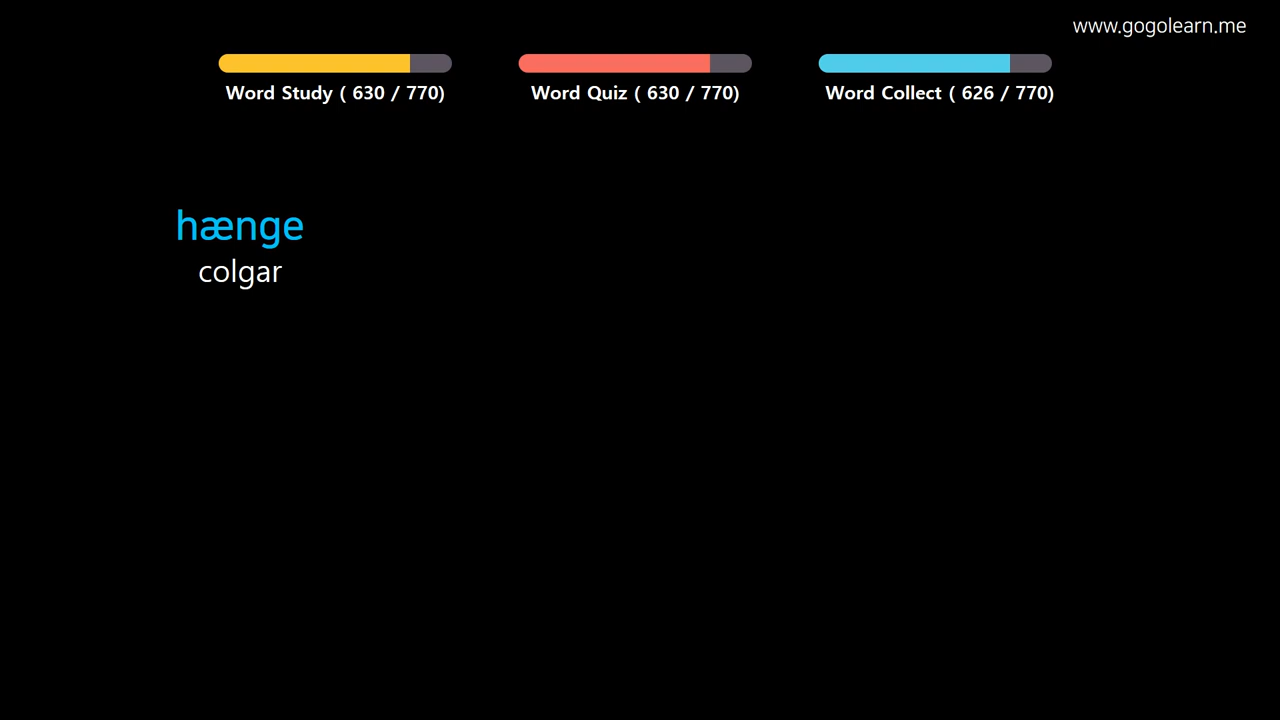 www.gogolearn.me
Word Study ( 630 / 770)
Word Quiz ( 630 / 770)
Word Collect ( 626 / 770)
hænge
colgar